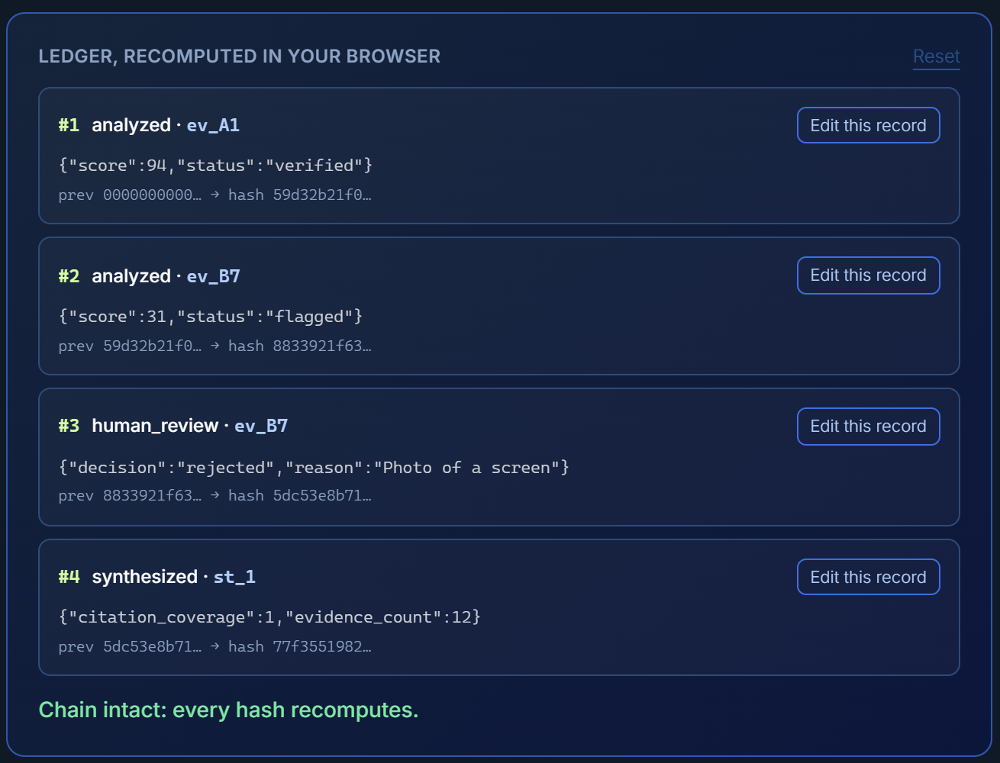 LEDGER, RECOMPUTED IN YOUR BROWSER
Reset
#1 analyzed · ev_A1
Edit this record
{"score":94,"status":"verified"}
prev 0000000000… → hash 59d32b21f0…
#2 analyzed · ev_B7
Edit this record
{"score":31,"status":"flagged"}
prev 59d32b21f0… → hash 8833921f63…
#3 human_review · ev_B7
Edit this record
{"decision":"rejected","reason":"Photo of a screen"}
prev 8833921f63… → hash 5dc53e8b71…
#4 synthesized · st_1
Edit this record
{"citation_coverage":1,"evidence_count":12}
prev 5dc53e8b71… → hash 77f3551982…
Chain intact: every hash recomputes.